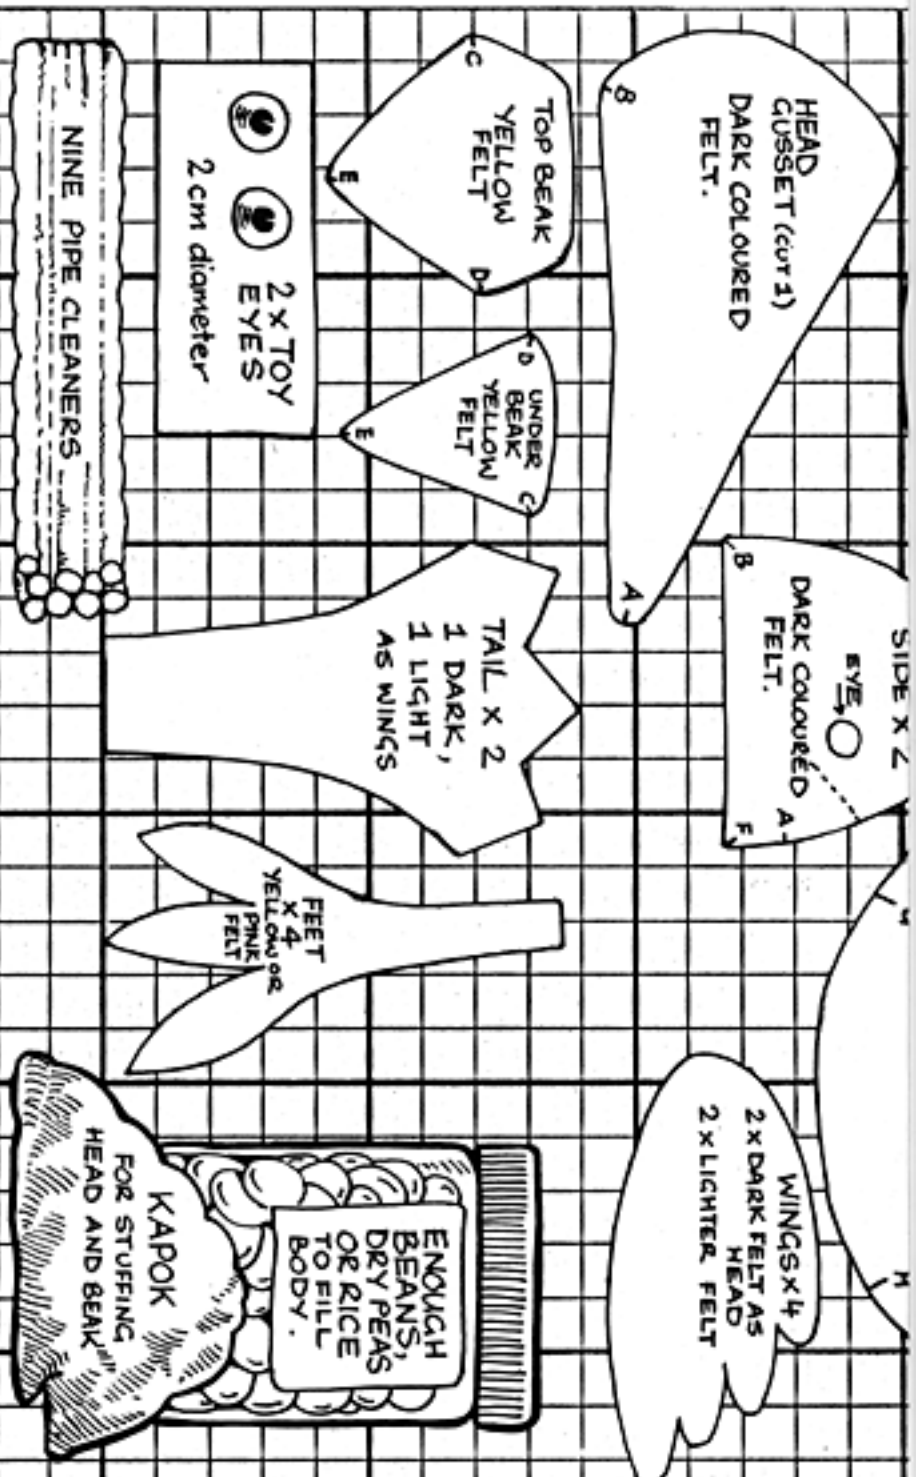 HEAD
GUSSET (CUT 1)
DARK COLOURED
FELT.
B
A
SIDE X 2
EYE
DARK COLOURED
FELT.
B
A
F
WINGS X 4
2 X DARK FELT AS
HEAD
2 X LIGHTER FELT
TOP BEAK
YELLOW
FELT
C
D
E
UNDER
BEAK
YELLOW
FELT
D
C
E
TAIL X 2
1 DARK,
1 LIGHT
AS WINGS
FEET
X 4
YELLOW OR
PINK
FELT
ENOUGH
BEANS,
DRY PEAS
OR RICE
TO FILL
BODY.
2 X TOY
EYES
2 cm diameter
KAPOK
FOR STUFFING
HEAD AND BEAK
NINE PIPE CLEANERS